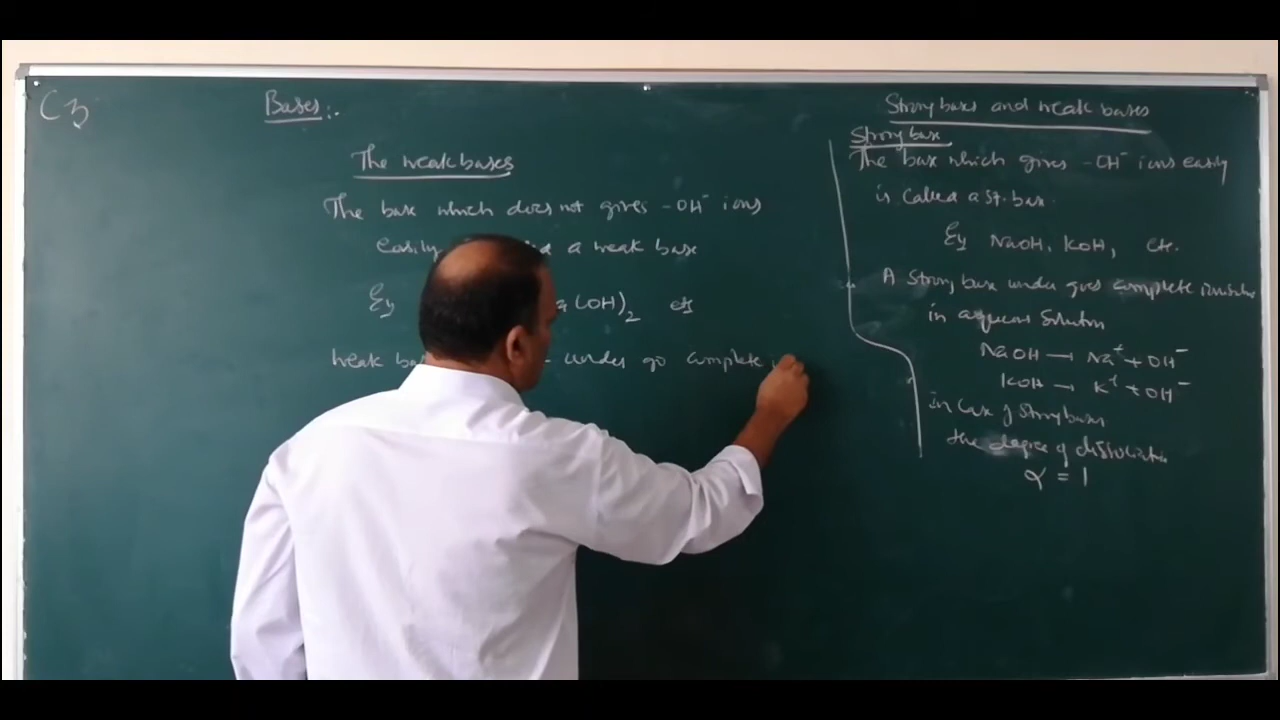 Bases:-
The weak bases
The base which does not gives -OH⁻ ions
easily a weak base
Eg (OH)₂ etc
weak under go complete
Strong bases and weak bases
Strong base
The base which gives -OH⁻ ions easily
is called a St. base.
Eg NaOH, KOH, etc.
A Strong base under goes complete
in aqueous Solution
NaOH → Na⁺ + OH⁻
KOH → K⁺ + OH⁻
in case of Strong bases
the degree of dissociation
α = 1